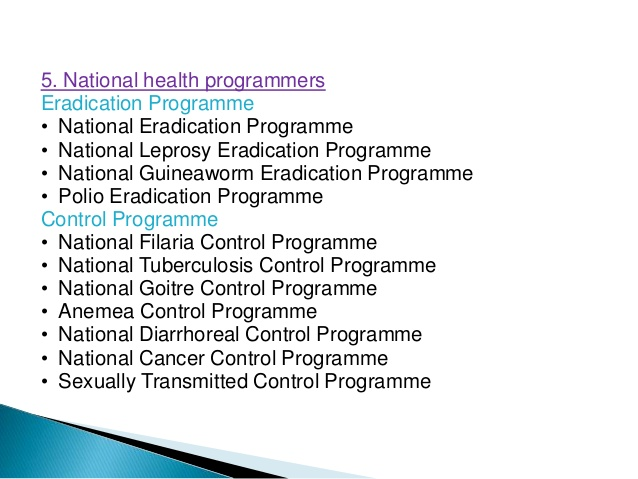 5. National health programmers
Eradication Programme
• National Eradication Programme
• National Leprosy Eradication Programme
• National Guineaworm Eradication Programme
• Polio Eradication Programme
Control Programme
• National Filaria Control Programme
• National Tuberculosis Control Programme
• National Goitre Control Programme
• Anemea Control Programme
• National Diarrhoreal Control Programme
• National Cancer Control Programme
• Sexually Transmitted Control Programme